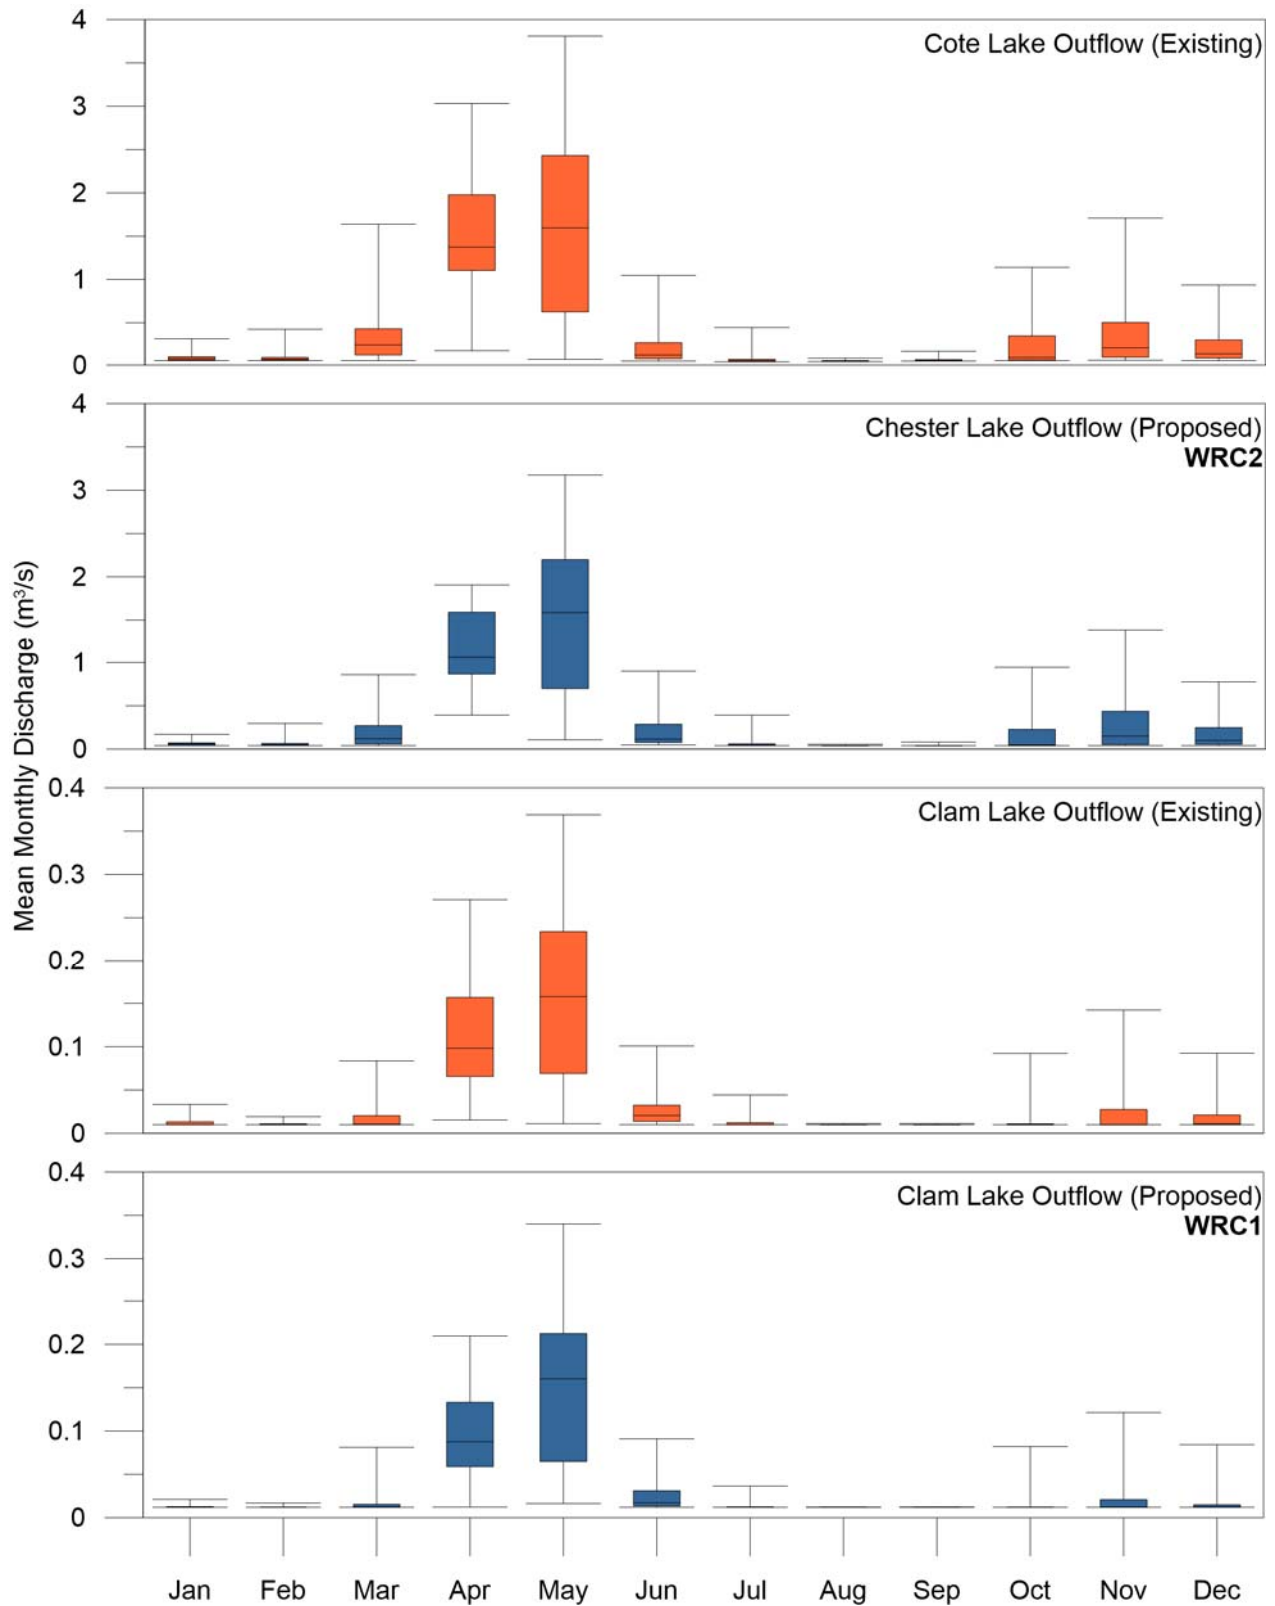 Mean Monthly Discharge (m³/s)
4
3
2
1
0
Cote Lake Outflow (Existing)
4
3
2
1
0
Chester Lake Outflow (Proposed)
WRC2
0.4
0.3
0.2
0.1
0
Clam Lake Outflow (Existing)
0.4
0.3
0.2
0.1
0
Clam Lake Outflow (Proposed)
WRC1
Jan Feb Mar Apr May Jun Jul Aug Sep Oct Nov Dec